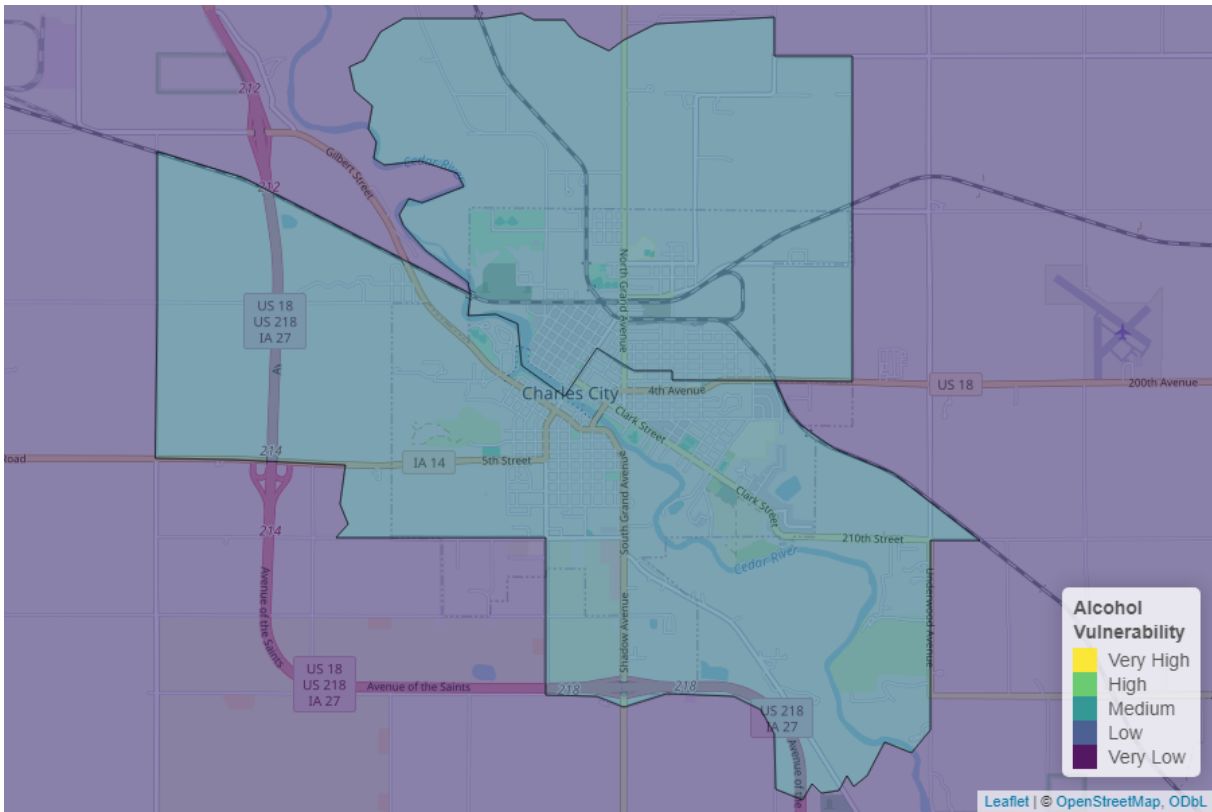 212
Gilbert Street
Cedar River
212
North Grand Avenue
US 18
US 218
IA 27
Av
US 18
200th Avenue
4th Avenue
Charles City
Clark Street
214
Road
IA 14
5th Street
South Grand Avenue
Clark Street
214
210th Street
Cedar River
Avenue of the Saints
Shadow Avenue
Underwood Avenue
US 18
US 218
IA 27
Avenue of the Saints
218
218
US 218
IA 27
Avenue of the
Alcohol
Vulnerability
Very High
High
Medium
Low
Very Low
Leaflet | © OpenStreetMap, ODbL